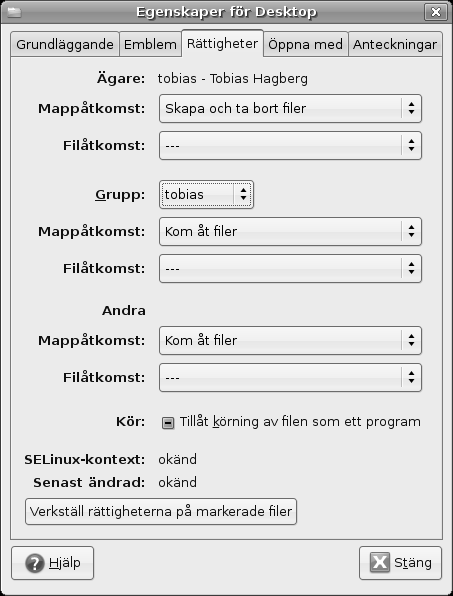 Egenskaper för Desktop
Grundläggande Emblem Rättigheter Öppna med Anteckningar
Ägare: tobias - Tobias Hagberg
Mappåtkomst: Skapa och ta bort filer
Filåtkomst: ---
Grupp: tobias
Mappåtkomst: Kom åt filer
Filåtkomst: ---
Andra
Mappåtkomst: Kom åt filer
Filåtkomst: ---
Kör: Tillåt körning av filen som ett program
SELinux-kontext: okänd
Senast ändrad: okänd
Verkställ rättigheterna på markerade filer
Hjälp Stäng